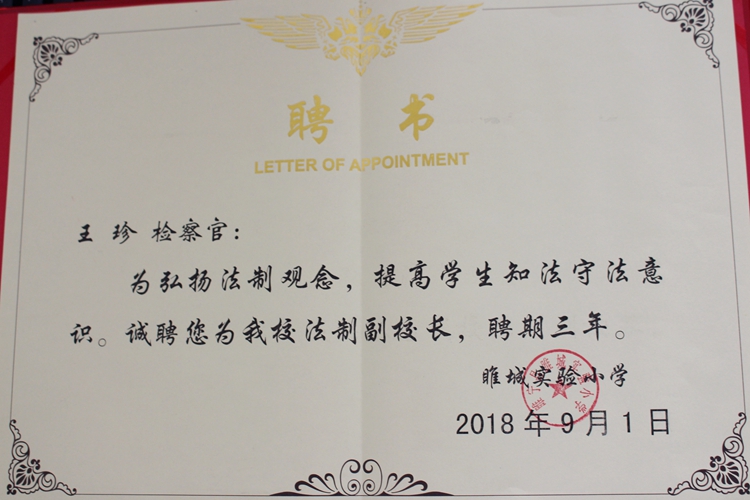 聘 书
LETTER OF APPOINTMENT
王 珍 检察官：
为弘扬法制观念，提高学生知法守法意
识。诚聘您为我校法制副校长，聘期三年。
睢城实验小学
2018 年 9 月 1 日